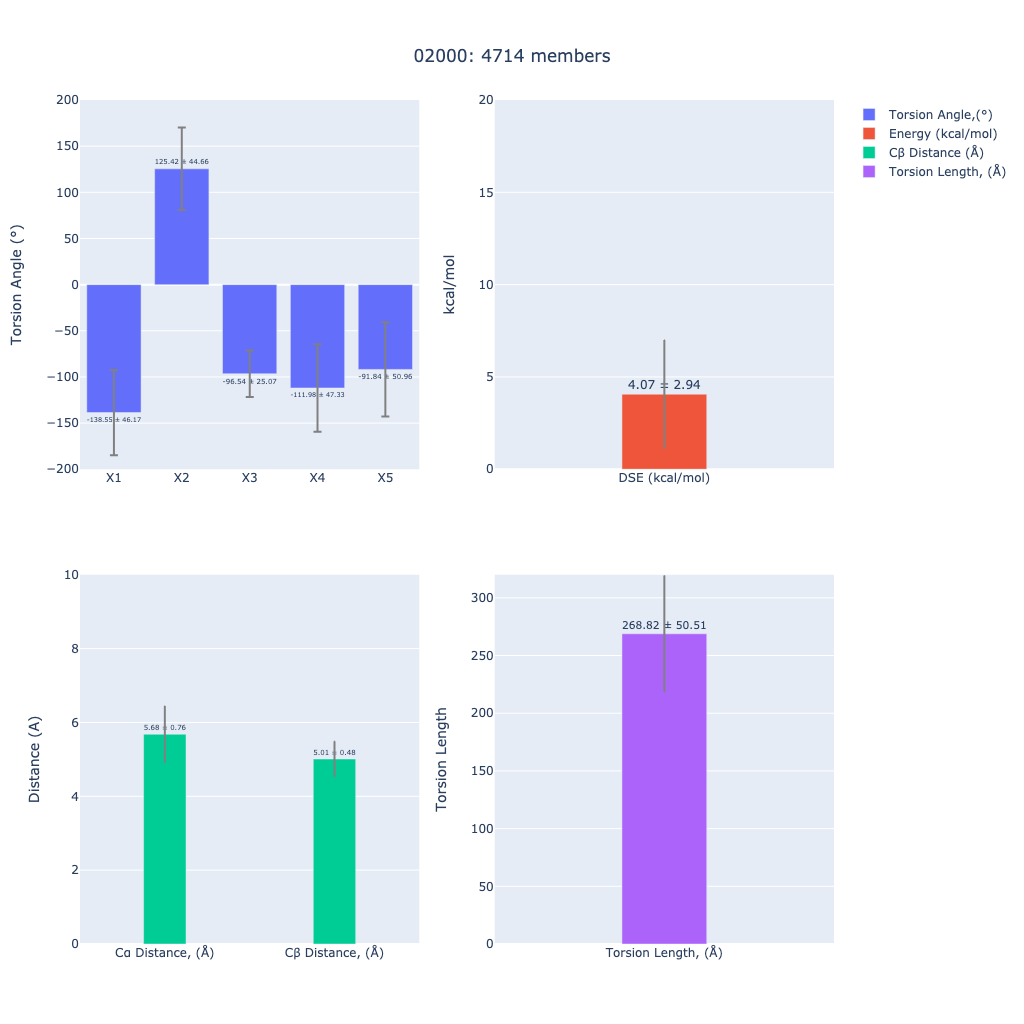 02000: 4714 members
Torsion Angle,(°)
Energy (kcal/mol)
Cβ Distance (Å)
Torsion Length, (Å)
Torsion Angle (°)
200
150
100
50
0
−50
−100
−150
−200
125.42 ± 44.66
-138.55 ± 46.17
-96.54 ± 25.07
-111.98 ± 47.33
-91.84 ± 50.96
X1 X2 X3 X4 X5
kcal/mol
20
15
10
5
0
4.07 ± 2.94
DSE (kcal/mol)
Distance (A)
10
8
6
4
2
0
5.68 ± 0.76
5.01 ± 0.48
Cα Distance, (Å) Cβ Distance, (Å)
Torsion Length
300
250
200
150
100
50
0
268.82 ± 50.51
Torsion Length, (Å)